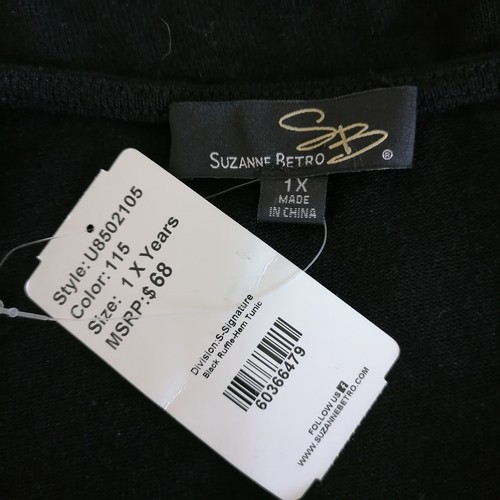 SB
SUZANNE BETRO®
1X
MADE
IN CHINA
Style: U8502105
Color: 115
Size: 1 X Years
MSRP: $68
Division:S-Signature
Black Ruffle-Hem Tunic
60366479
FOLLOW US
WWW.SUZANNEBETRO.COM